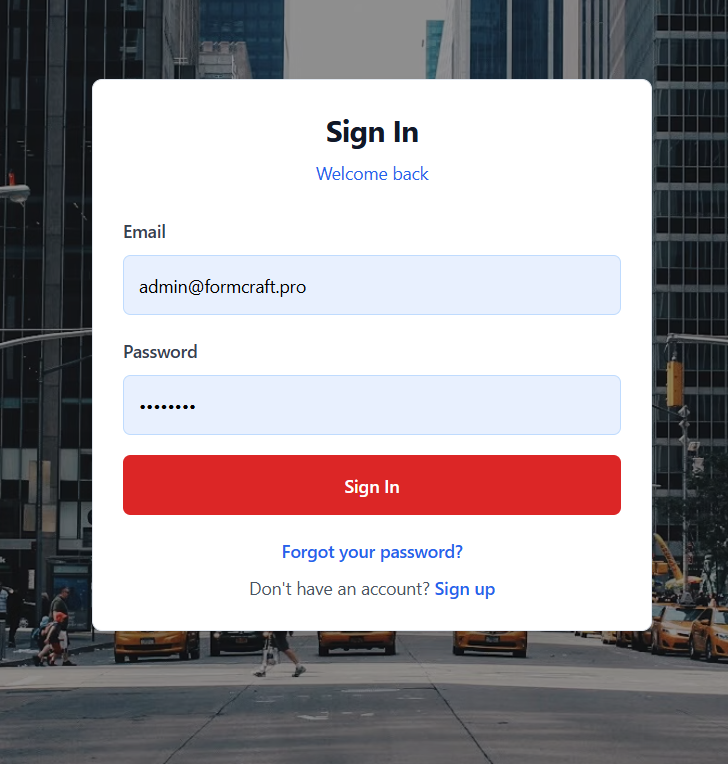 Sign In
Welcome back
Email
admin@formcraft.pro
Password
••••••••
Sign In
Forgot your password?
Don't have an account? Sign up